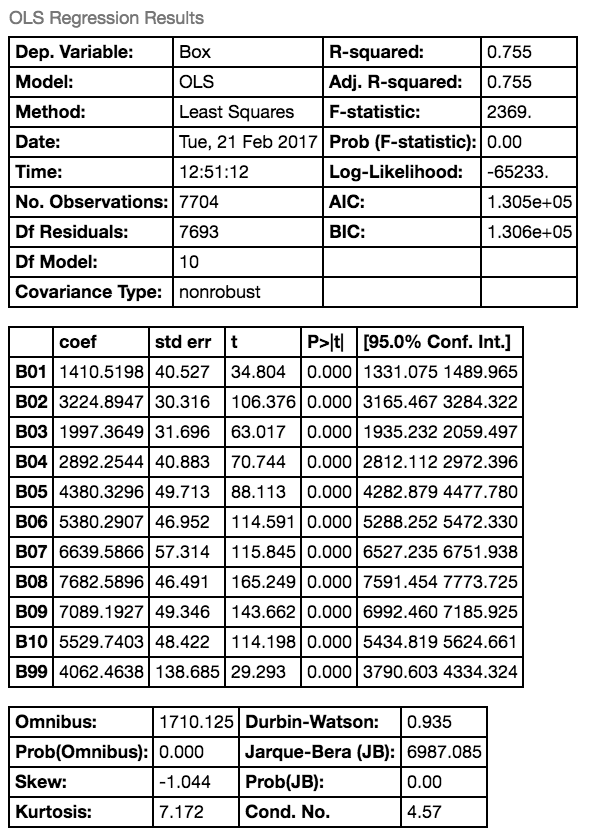 OLS Regression Results
Dep. Variable: Box R-squared: 0.755
Model: OLS Adj. R-squared: 0.755
Method: Least Squares F-statistic: 2369.
Date: Tue, 21 Feb 2017 Prob (F-statistic): 0.00
Time: 12:51:12 Log-Likelihood: -65233.
No. Observations: 7704 AIC: 1.305e+05
Df Residuals: 7693 BIC: 1.306e+05
Df Model: 10
Covariance Type: nonrobust
coef std err t P>|t| [95.0% Conf. Int.]
B01 1410.5198 40.527 34.804 0.000 1331.075 1489.965
B02 3224.8947 30.316 106.376 0.000 3165.467 3284.322
B03 1997.3649 31.696 63.017 0.000 1935.232 2059.497
B04 2892.2544 40.883 70.744 0.000 2812.112 2972.396
B05 4380.3296 49.713 88.113 0.000 4282.879 4477.780
B06 5380.2907 46.952 114.591 0.000 5288.252 5472.330
B07 6639.5866 57.314 115.845 0.000 6527.235 6751.938
B08 7682.5896 46.491 165.249 0.000 7591.454 7773.725
B09 7089.1927 49.346 143.662 0.000 6992.460 7185.925
B10 5529.7403 48.422 114.198 0.000 5434.819 5624.661
B99 4062.4638 138.685 29.293 0.000 3790.603 4334.324
Omnibus: 1710.125 Durbin-Watson: 0.935
Prob(Omnibus): 0.000 Jarque-Bera (JB): 6987.085
Skew: -1.044 Prob(JB): 0.00
Kurtosis: 7.172 Cond. No. 4.57